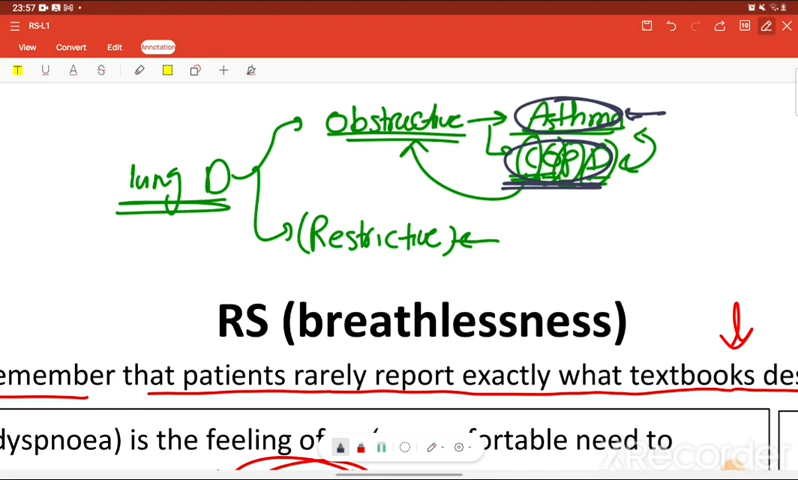 23:57
RS-L1
10
View Convert Edit Annotation
T U A S
Obstructive → Asthma
COPD
lung D
(Restrictive)
RS (breathlessness)
emember that patients rarely report exactly what textbooks des
dyspnoea) is the feeling of
fortable need to
XRecorder